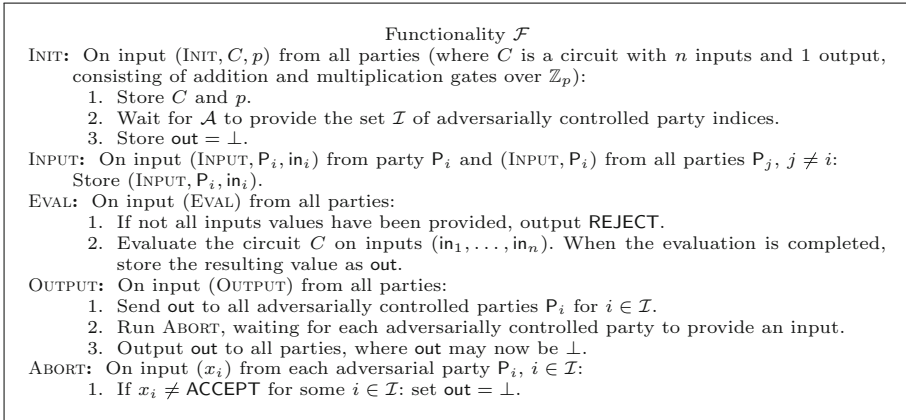 Functionality 𝓕
INIT: On input (INIT, C, p) from all parties (where C is a circuit with n inputs and 1 output,
consisting of addition and multiplication gates over ℤₚ):
1. Store C and p.
2. Wait for 𝒜 to provide the set ℐ of adversarially controlled party indices.
3. Store out = ⊥.
INPUT: On input (INPUT, Pᵢ, inᵢ) from party Pᵢ and (INPUT, Pᵢ) from all parties Pⱼ, j ≠ i:
Store (INPUT, Pᵢ, inᵢ).
EVAL: On input (EVAL) from all parties:
1. If not all inputs values have been provided, output REJECT.
2. Evaluate the circuit C on inputs (in₁, . . . , inₙ). When the evaluation is completed,
store the resulting value as out.
OUTPUT: On input (OUTPUT) from all parties:
1. Send out to all adversarially controlled parties Pᵢ for i ∈ ℐ.
2. Run ABORT, waiting for each adversarially controlled party to provide an input.
3. Output out to all parties, where out may now be ⊥.
ABORT: On input (xᵢ) from each adversarial party Pᵢ, i ∈ ℐ:
1. If xᵢ ≠ ACCEPT for some i ∈ ℐ: set out = ⊥.